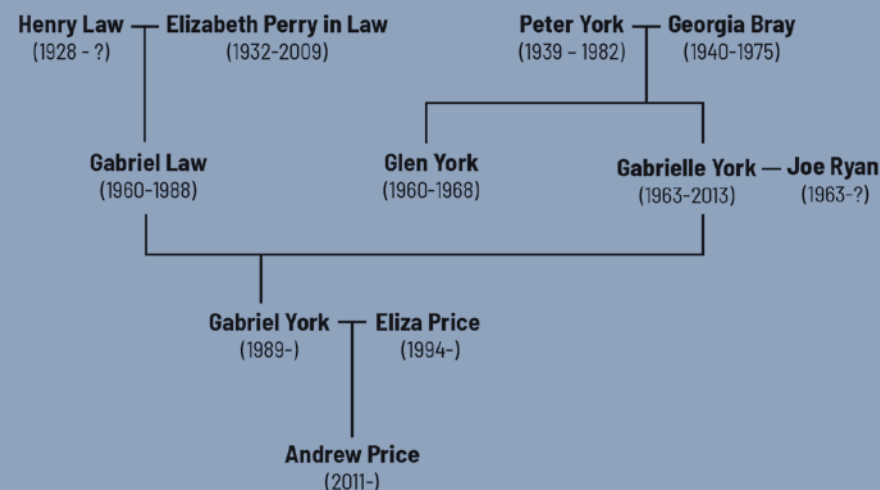 Henry Law — Elizabeth Perry in Law
(1928 - ?) (1932-2009)
Peter York — Georgia Bray
(1939 – 1982) (1940-1975)
Gabriel Law
(1960-1988)
Glen York
(1960-1968)
Gabrielle York — Joe Ryan
(1963-2013) (1963-?)
Gabriel York — Eliza Price
(1989-) (1994-)
Andrew Price
(2011-)